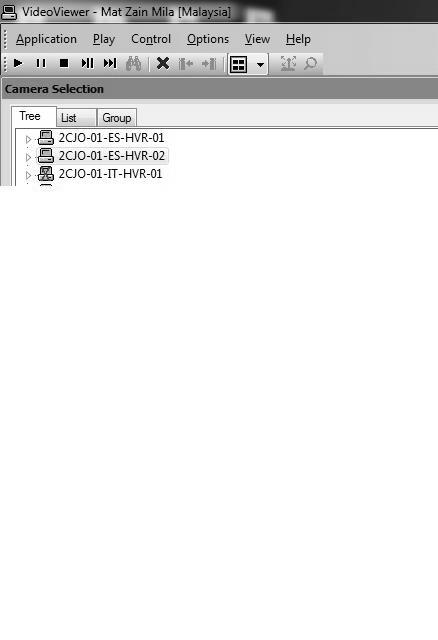 VideoViewer - Mat Zain Mila [Malaysia]
Application Play Control Options View Help
Camera Selection
Tree List Group
2CJO-01-ES-HVR-01
2CJO-01-ES-HVR-02
2CJO-01-IT-HVR-01